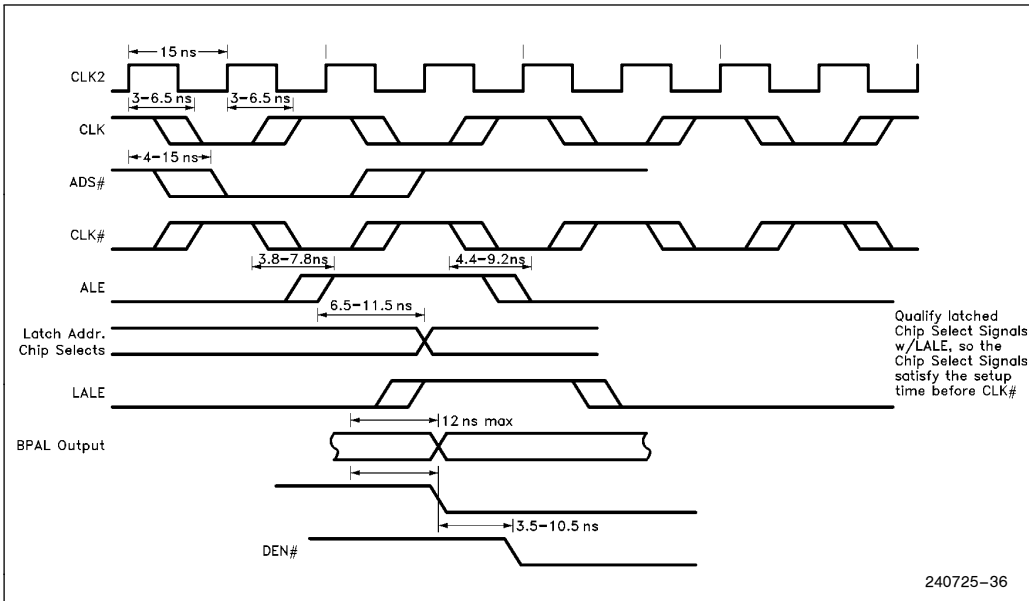 15 ns
CLK2
3–6.5 ns 3–6.5 ns
CLK
4–15 ns
ADS#
CLK#
3.8–7.8ns 4.4–9.2ns
ALE
6.5–11.5 ns
Latch Addr.
Chip Selects
Qualify latched
Chip Select Signals
w/LALE, so the
Chip Select Signals
satisfy the setup
time before CLK#
LALE
12 ns max
BPAL Output
3.5–10.5 ns
DEN#
240725–36